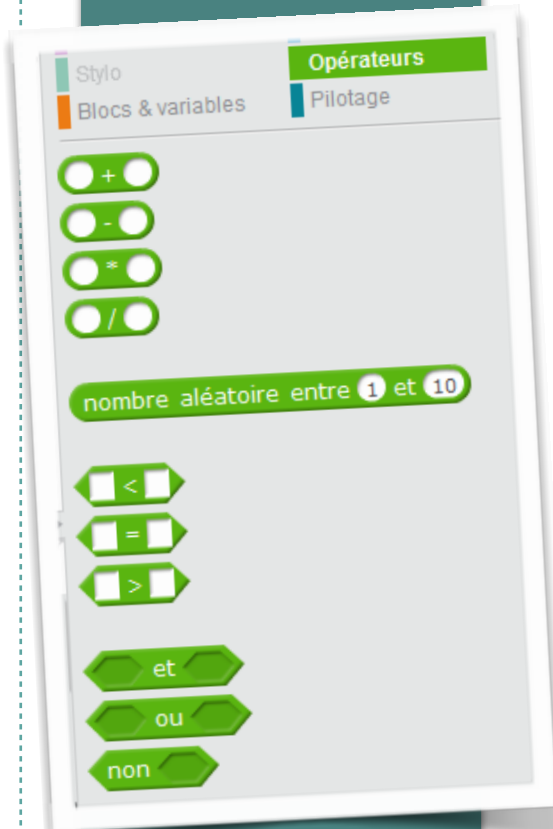 Stylo
Opérateurs
Blocs & variables
Pilotage
+
-
*
/
nombre aléatoire entre 1 et 10
<
=
>
et
ou
non